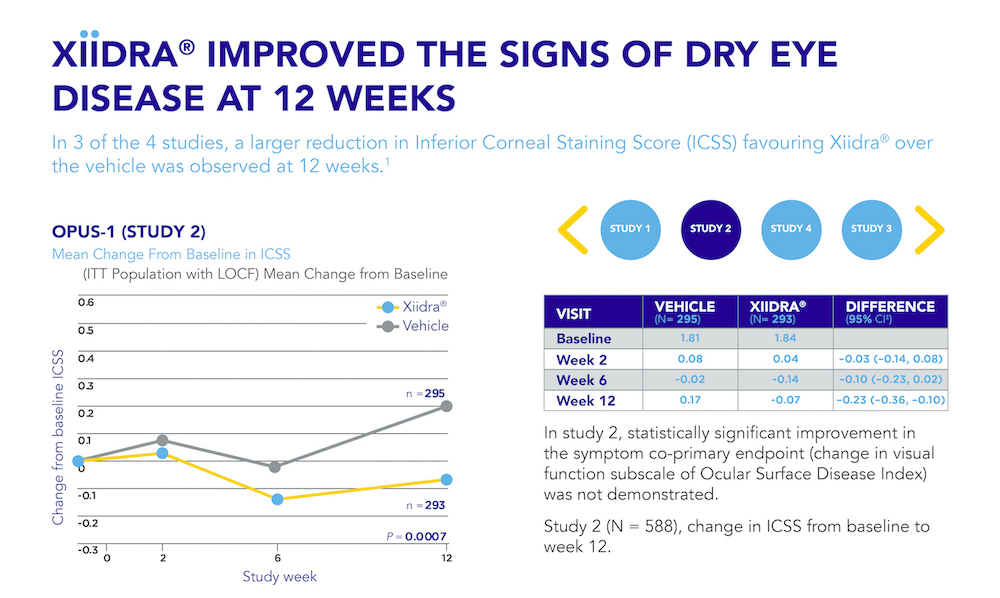 XIIDRA® IMPROVED THE SIGNS OF DRY EYE
DISEASE AT 12 WEEKS
In 3 of the 4 studies, a larger reduction in Inferior Corneal Staining Score (ICSS) favouring Xiidra® over
the vehicle was observed at 12 weeks.¹
OPUS-1 (STUDY 2)
Mean Change From Baseline in ICSS
(ITT Population with LOCF) Mean Change from Baseline
Change from baseline ICSS
0.6
0.5
0.4
0.3
0.2
0.1
0
-0.1
-0.2
-0.3
Xiidra®
Vehicle
n = 295
n = 293
P = 0.0007
0 2 6 12
Study week
STUDY 1 STUDY 2 STUDY 4 STUDY 3
VISIT VEHICLE (N= 295) XIIDRA® (N= 293) DIFFERENCE (95% CI‡)
Baseline 1.81 1.84
Week 2 0.08 0.04 –0.03 (–0.14, 0.08)
Week 6 -0.02 -0.14 –0.10 (–0.23, 0.02)
Week 12 0.17 -0.07 –0.23 (–0.36, –0.10)
In study 2, statistically significant improvement in
the symptom co-primary endpoint (change in visual
function subscale of Ocular Surface Disease Index)
was not demonstrated.
Study 2 (N = 588), change in ICSS from baseline to
week 12.